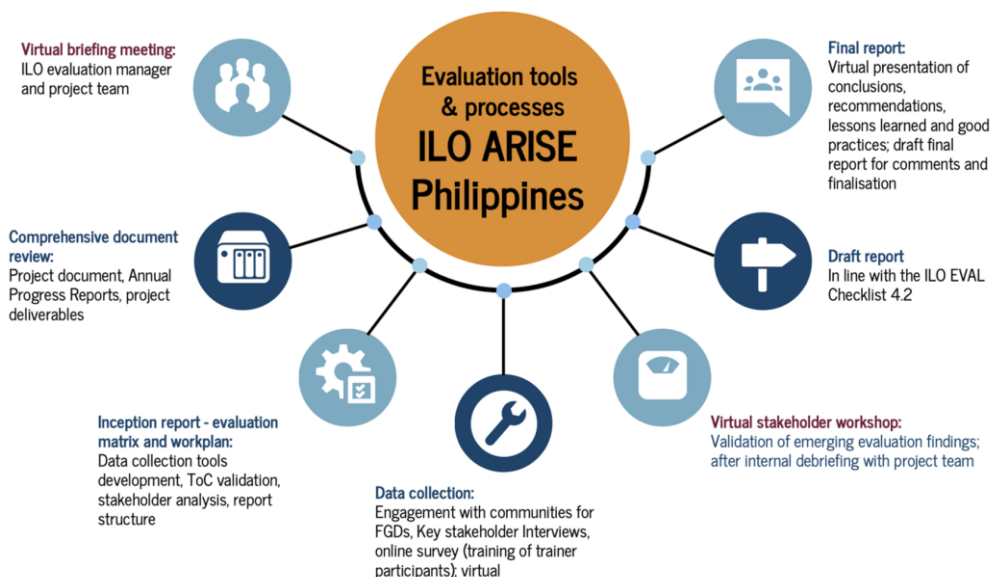 Evaluation tools
& processes
ILO ARISE
Philippines
Virtual briefing meeting:
ILO evaluation manager
and project team
Comprehensive document
review:
Project document, Annual
Progress Reports, project
deliverables
Inception report - evaluation
matrix and workplan:
Data collection tools
development, ToC validation,
stakeholder analysis, report
structure
Data collection:
Engagement with communities for
FGDs, Key stakeholder Interviews,
online survey (training of trainer
participants); virtual
Virtual stakeholder workshop:
Validation of emerging evaluation findings;
after internal debriefing with project team
Draft report
In line with the ILO EVAL
Checklist 4.2
Final report:
Virtual presentation of
conclusions,
recommendations,
lessons learned and good
practices; draft final
report for comments and
finalisation